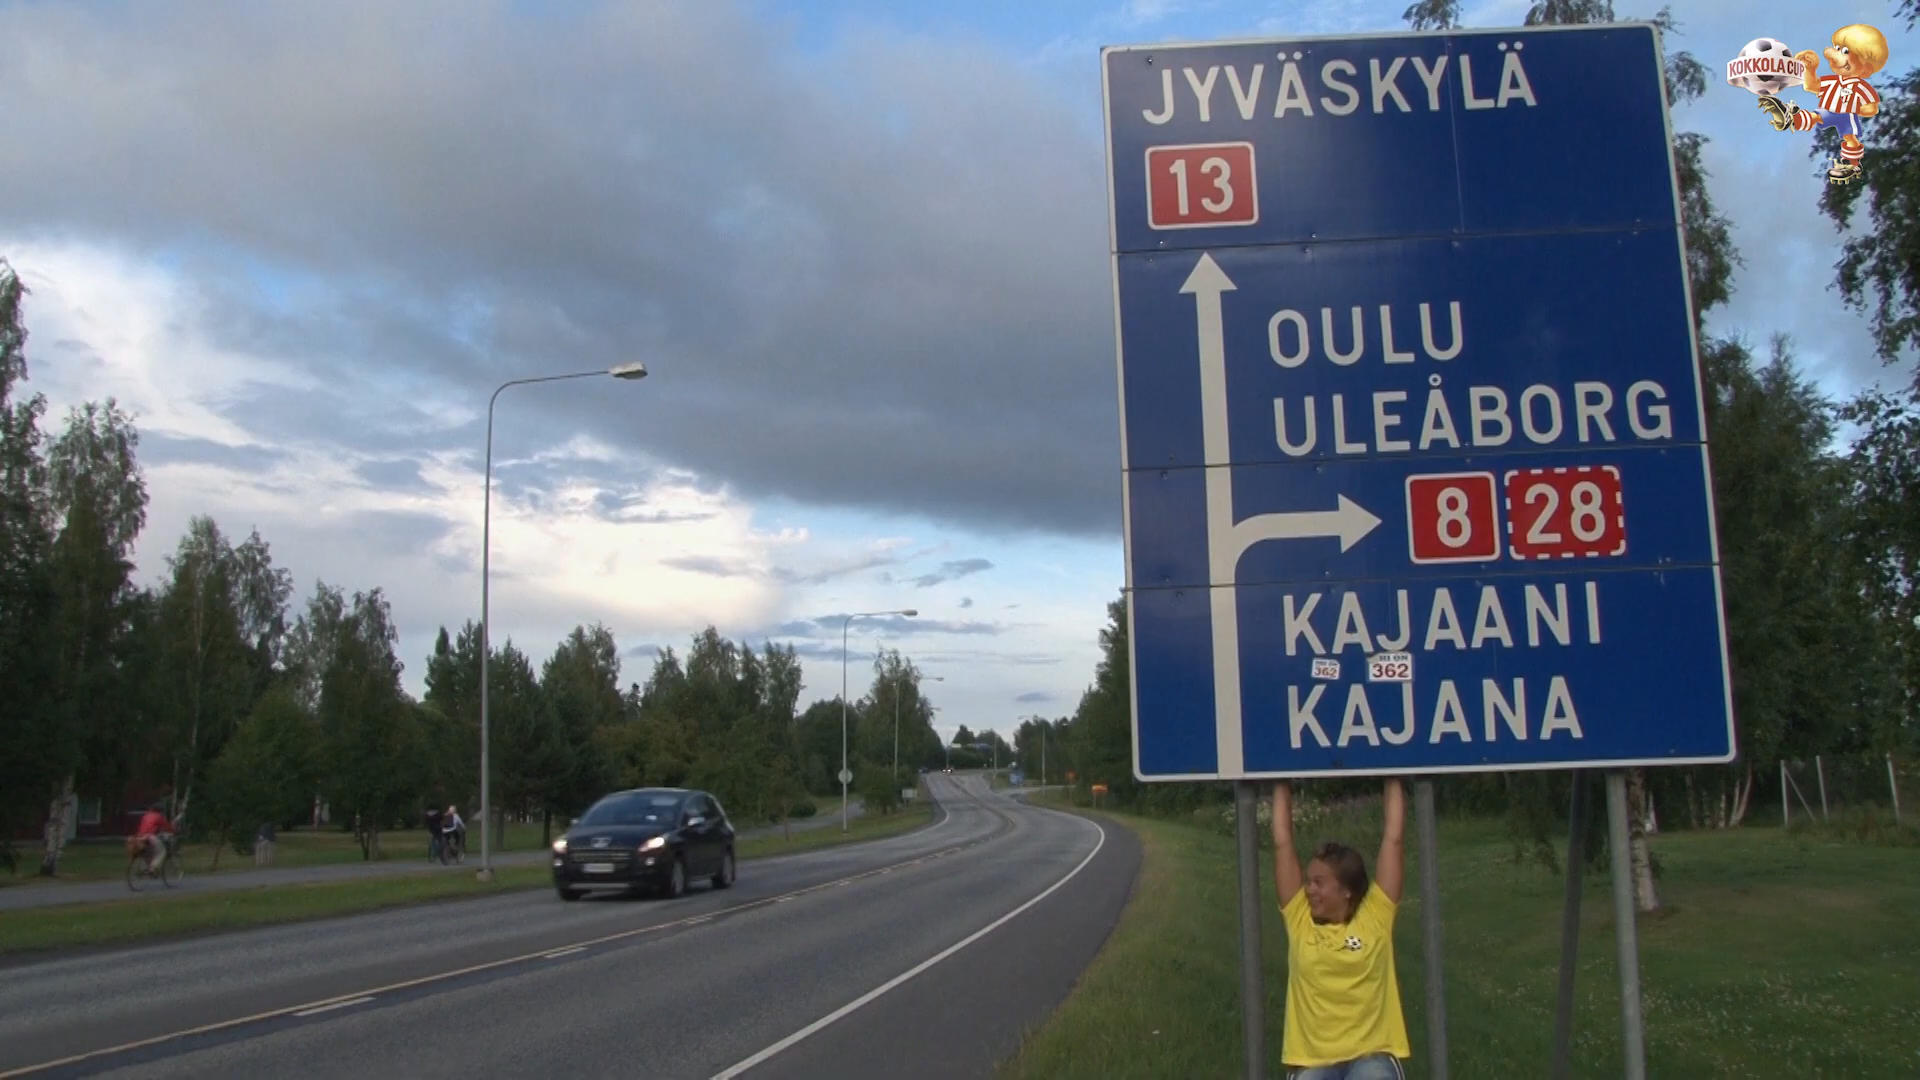 JYVÄSKYLÄ
13
OULU
ULEÅBORG
8 28
KAJAANI
362 362
KAJANA
KOKKOLA CUP